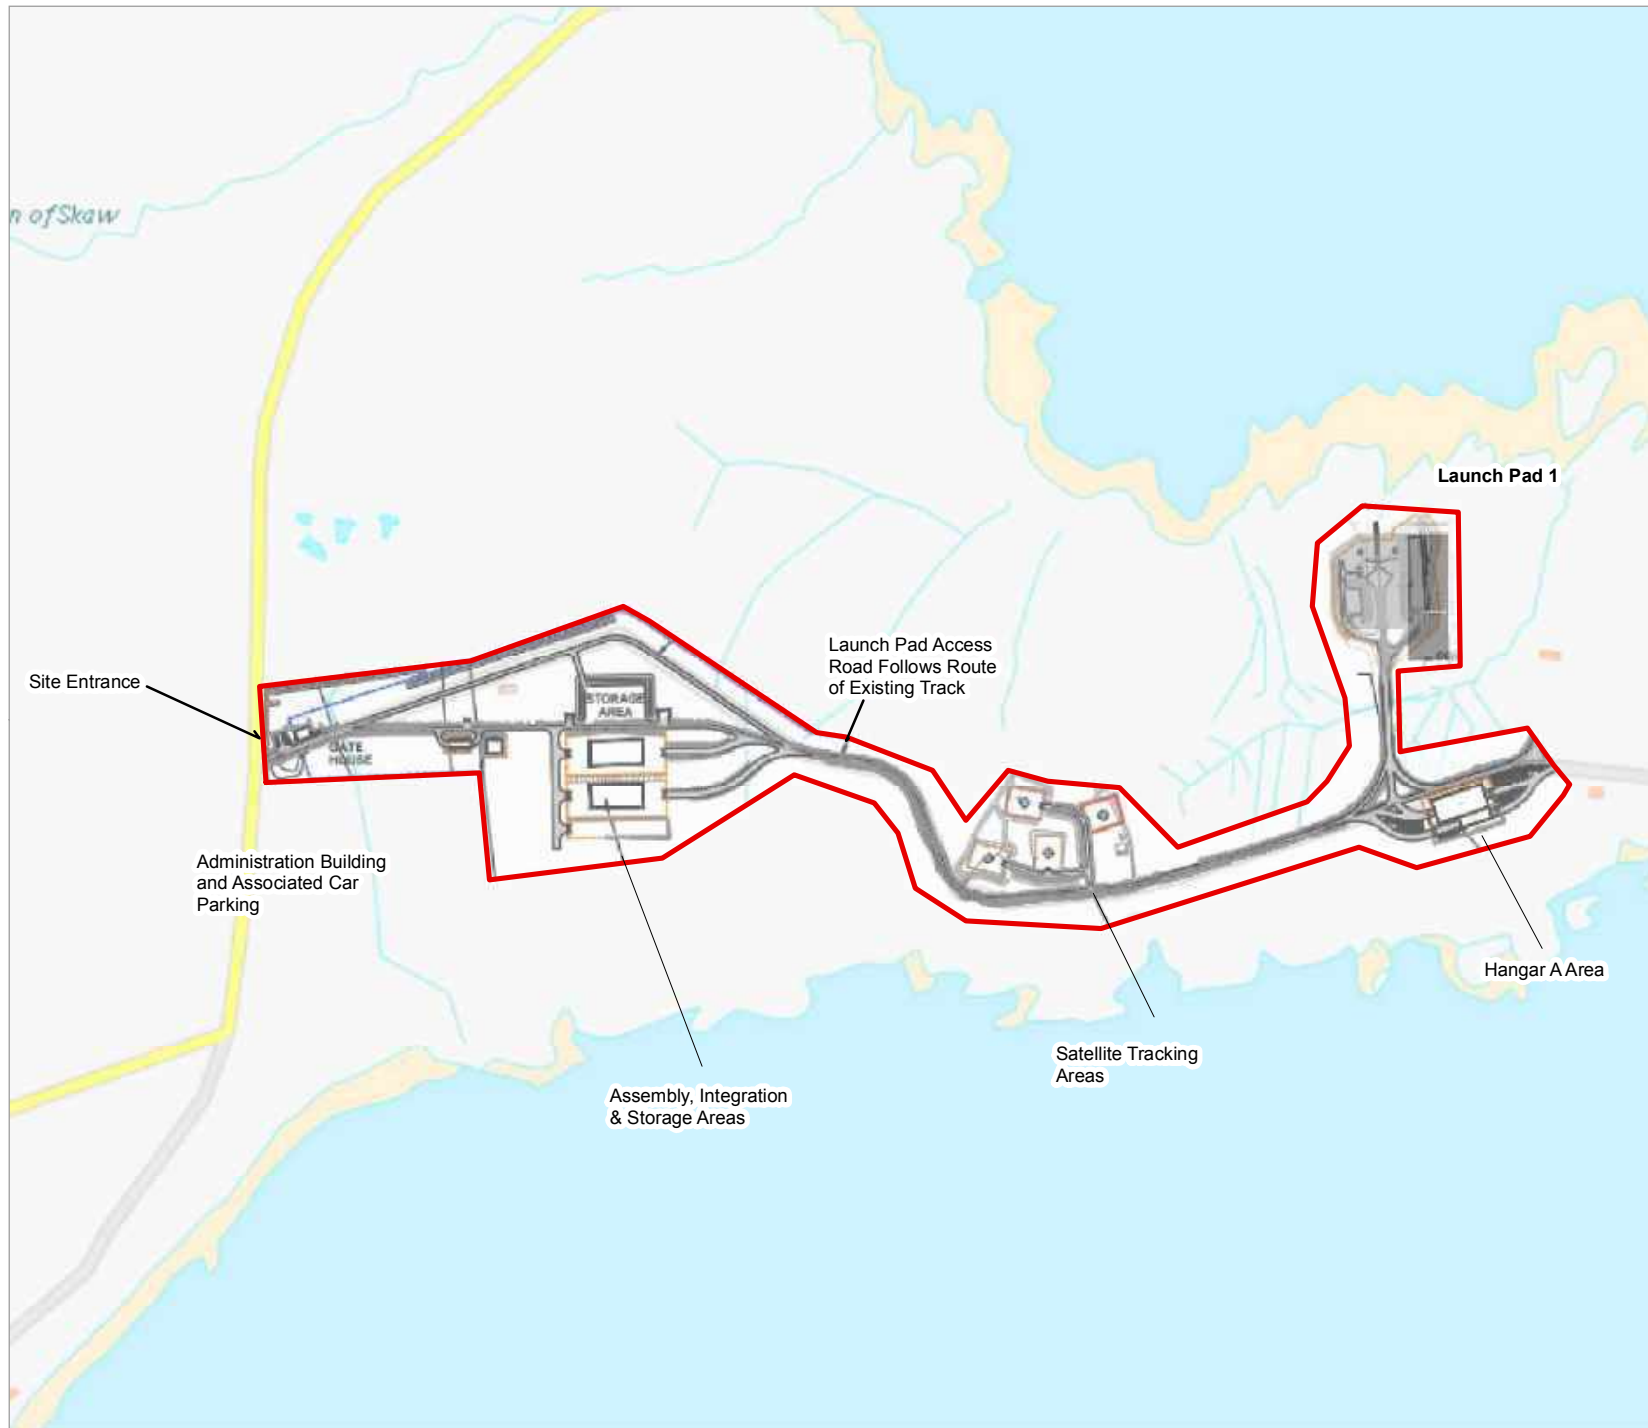 n of Skaw
Launch Pad 1
Launch Pad Access
Road Follows Route
of Existing Track
Site Entrance
STORAGE
AREA
GATE
HOUSE
Administration Building
and Associated Car
Parking
Hangar A Area
Satellite Tracking
Areas
Assembly, Integration
& Storage Areas